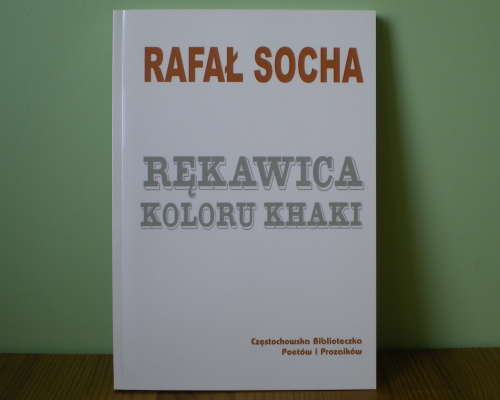 RAFAŁ SOCHA
RĘKAWICA
KOLORU KHAKI
Częstochowska Biblioteczka
Poetów i Prozaików